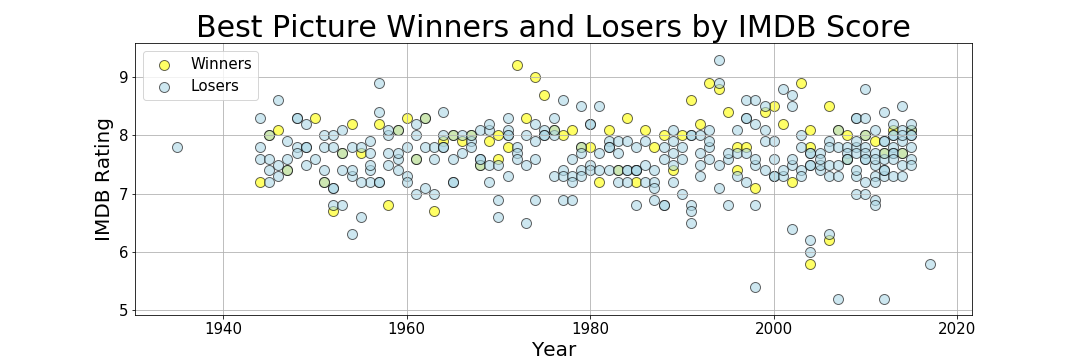 Best Picture Winners and Losers by IMDB Score
Winners
Losers
9
8
7
6
5
IMDB Rating
1940 1960 1980 2000 2020
Year